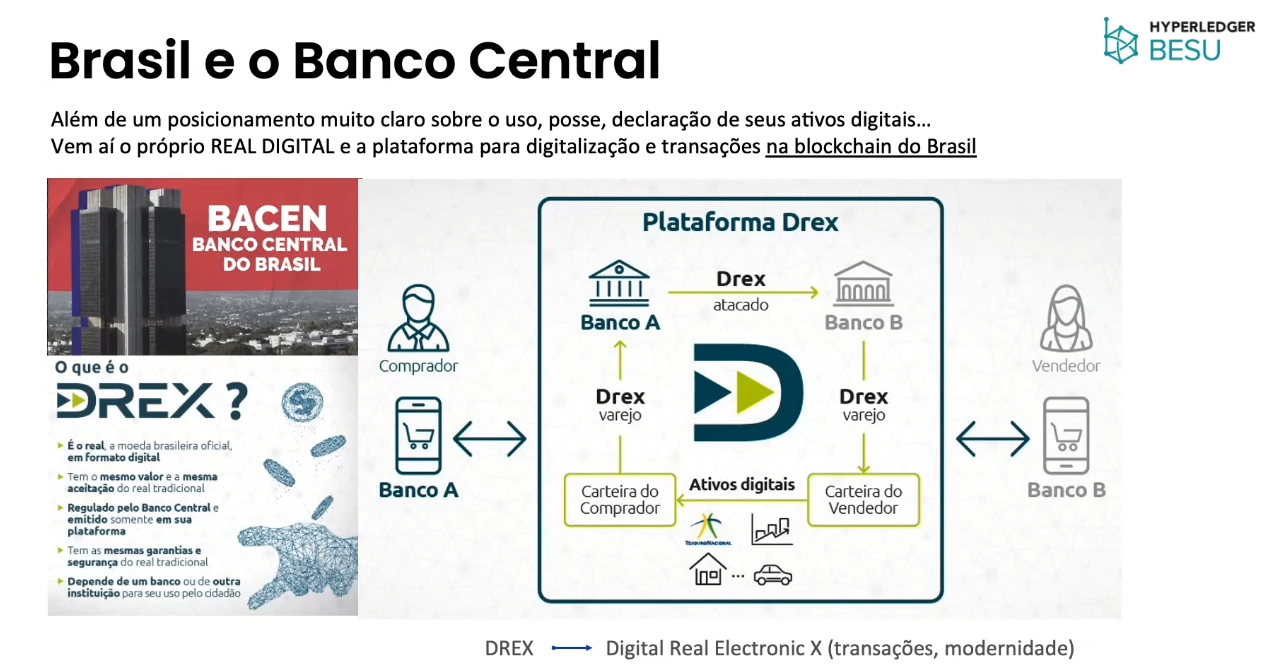 Brasil e o Banco Central
HYPERLEDGER
BESU
Além de um posicionamento muito claro sobre o uso, posse, declaração de seus ativos digitais...
Vem aí o próprio REAL DIGITAL e a plataforma para digitalização e transações na blockchain do Brasil
BACEN
BANCO CENTRAL
DO BRASIL
O que é o
DREX ?
É o real, a moeda brasileira oficial,
em formato digital
Tem o mesmo valor e a mesma
aceitação do real tradicional
Regulado pelo Banco Central e
emitido somente em sua
plataforma
Tem as mesmas garantias e
segurança do real tradicional
Depende de um banco ou de outra
instituição para seu uso pelo cidadão
Comprador
Banco A
Plataforma Drex
Banco A
Drex
atacado
Banco B
Drex
varejo
Drex
varejo
Carteira do
Comprador
Ativos digitais
Carteira do
Vendedor
TESOURONACIONAL
...
Vendedor
Banco B
DREX
Digital Real Electronic X (transações, modernidade)